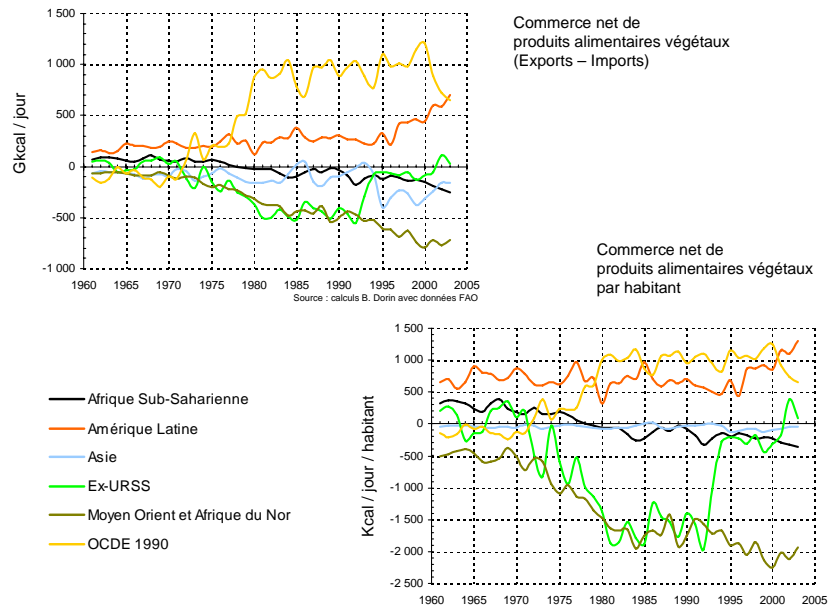 Commerce net de
produits alimentaires végétaux
(Exports – Imports)
Gkcal / jour
1 500
1 000
500
0
-500
-1 000
1960 1965 1970 1975 1980 1985 1990 1995 2000 2005
Source : calculs B. Dorin avec données FAO
Commerce net de
produits alimentaires végétaux
par habitant
Afrique Sub-Saharienne
Amérique Latine
Asie
Ex-URSS
Moyen Orient et Afrique du Nor
OCDE 1990
Kcal / jour / habitant
1 500
1 000
500
0
-500
-1 000
-1 500
-2 000
-2 500
1960 1965 1970 1975 1980 1985 1990 1995 2000 2005